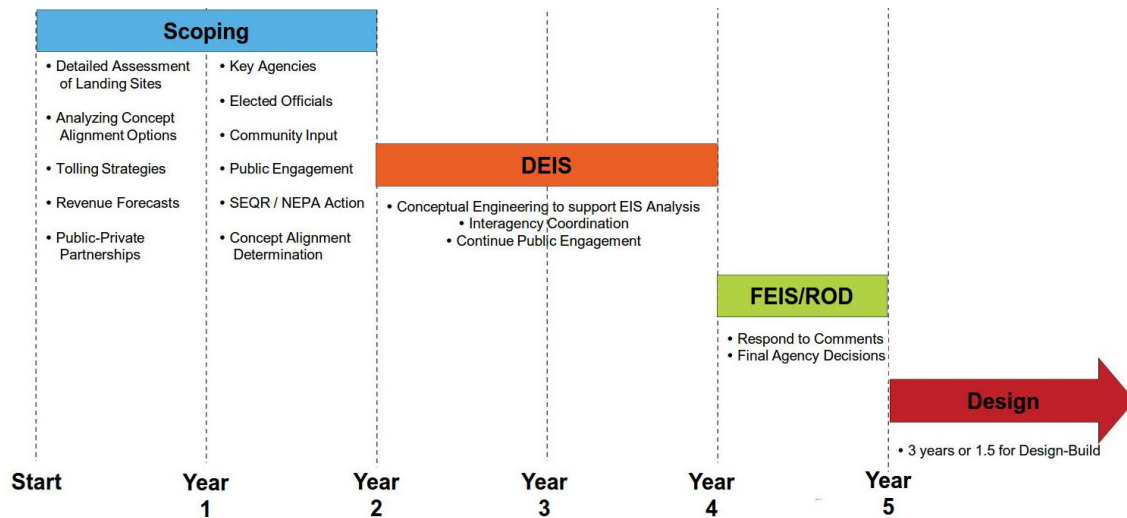 Scoping
• Detailed Assessment
of Landing Sites
• Analyzing Concept
Alignment Options
• Tolling Strategies
• Revenue Forecasts
• Public-Private
Partnerships
• Key Agencies
• Elected Officials
• Community Input
• Public Engagement
• SEQR / NEPA Action
• Concept Alignment
Determination
DEIS
• Conceptual Engineering to support EIS Analysis
• Interagency Coordination
• Continue Public Engagement
FEIS/ROD
• Respond to Comments
• Final Agency Decisions
Design
• 3 years or 1.5 for Design-Build
Start
Year
1
Year
2
Year
3
Year
4
Year
5